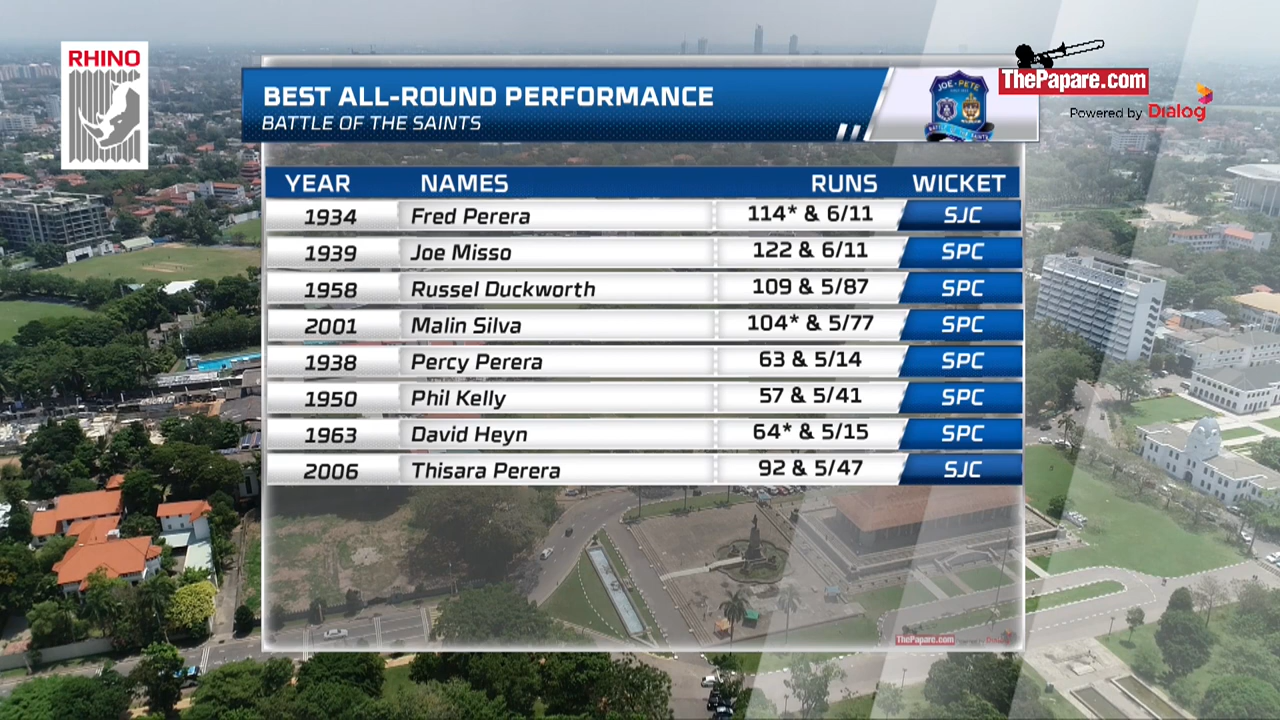 RHINO
ThePapare.com
Powered by Dialog
BEST ALL-ROUND PERFORMANCE
BATTLE OF THE SAINTS
JOE-PETE
BATTLE OF THE SAINTS
YEAR NAMES RUNS WICKET
1934 Fred Perera 114* & 6/11 SJC
1939 Joe Misso 122 & 6/11 SPC
1958 Russel Duckworth 109 & 5/87 SPC
2001 Malin Silva 104* & 5/77 SPC
1938 Percy Perera 63 & 5/14 SPC
1950 Phil Kelly 57 & 5/41 SPC
1963 David Heyn 64* & 5/15 SPC
2006 Thisara Perera 92 & 5/47 SJC
ThePapare.com